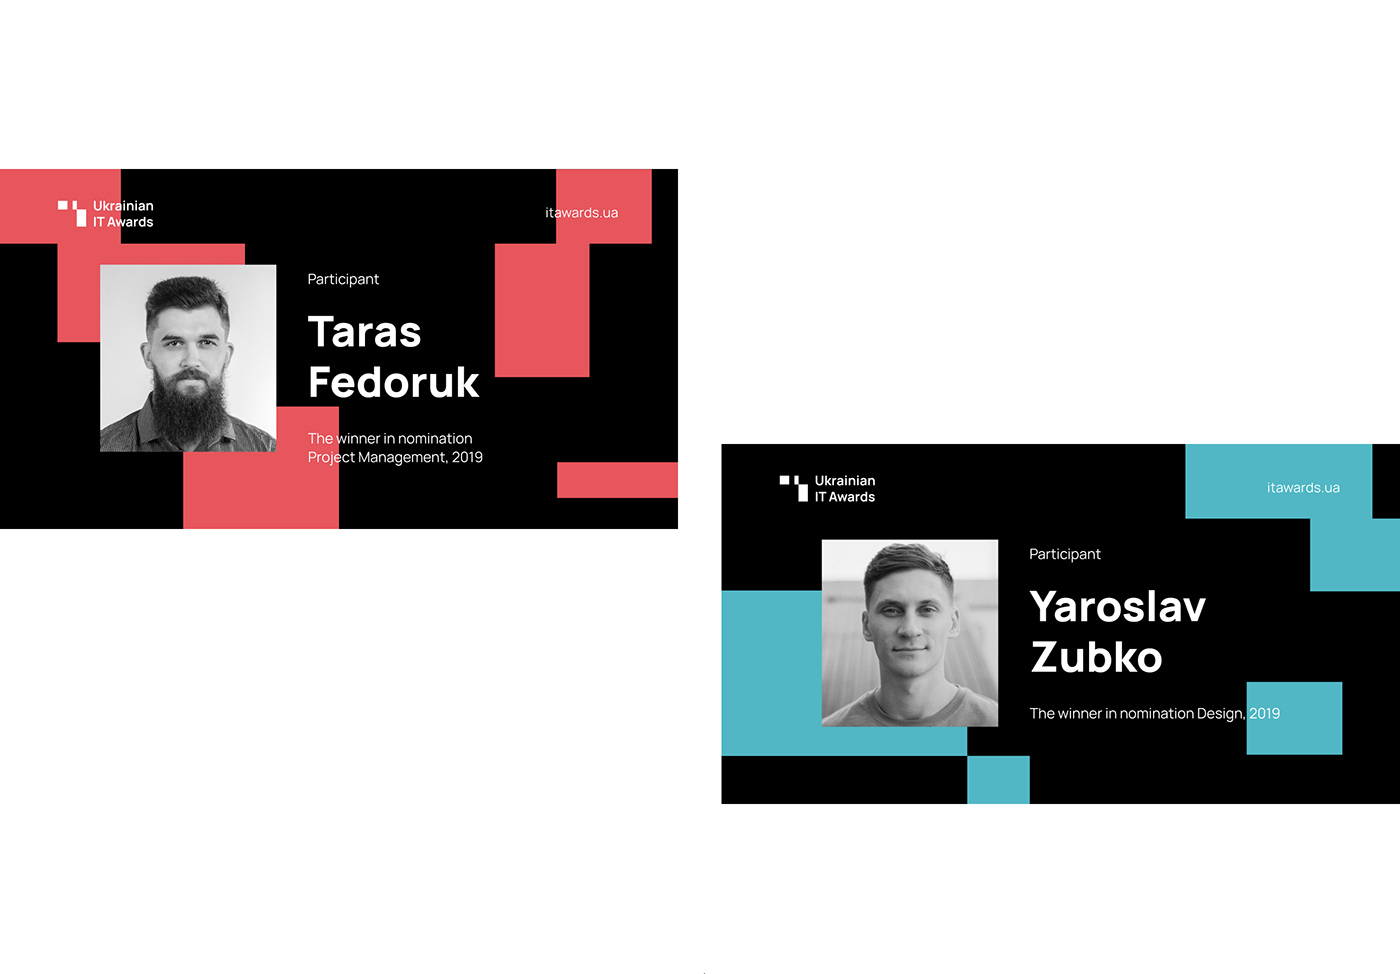 Ukrainian
IT Awards
itawards.ua
Participant
Taras
Fedoruk
The winner in nomination
Project Management, 2019
Ukrainian
IT Awards
itawards.ua
Participant
Yaroslav
Zubko
The winner in nomination Design, 2019